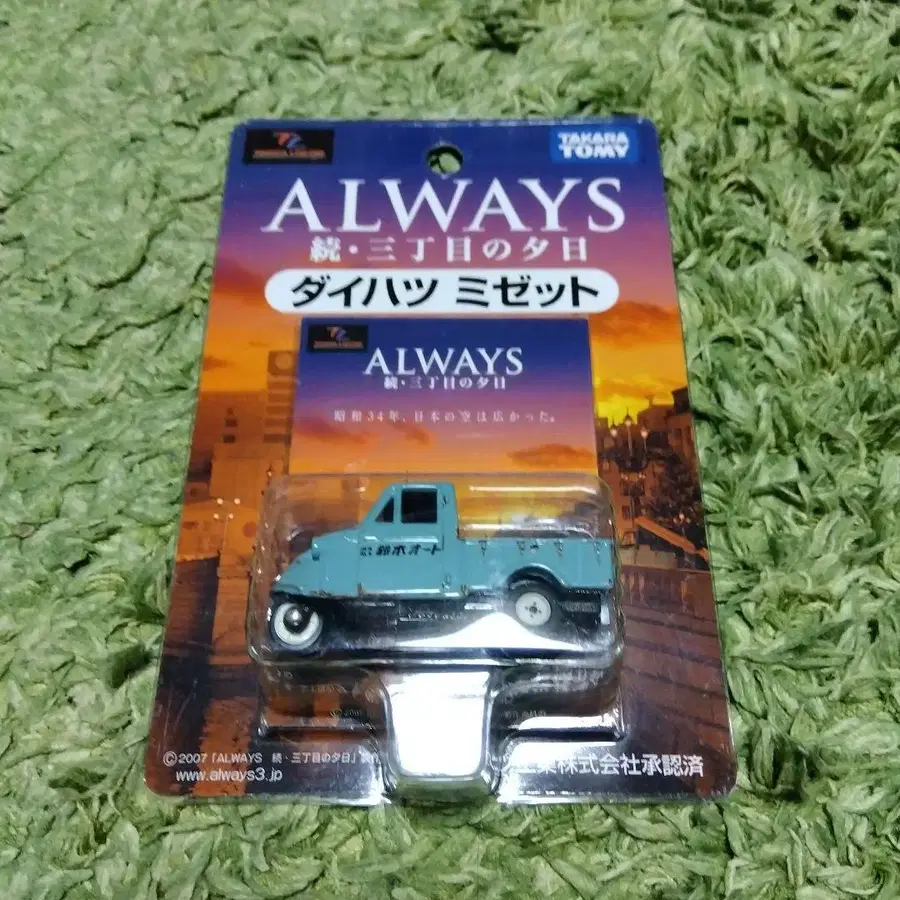 TAKARA
TOMY
ALWAYS
続・三丁目の夕日
ダイハツ ミゼット
ALWAYS
続・三丁目の夕日
昭和34年、日本の空は広かった。
鈴木オート
©2007「ALWAYS 続・三丁目の夕日」製作
www.always3.jp
業株式会社承認済